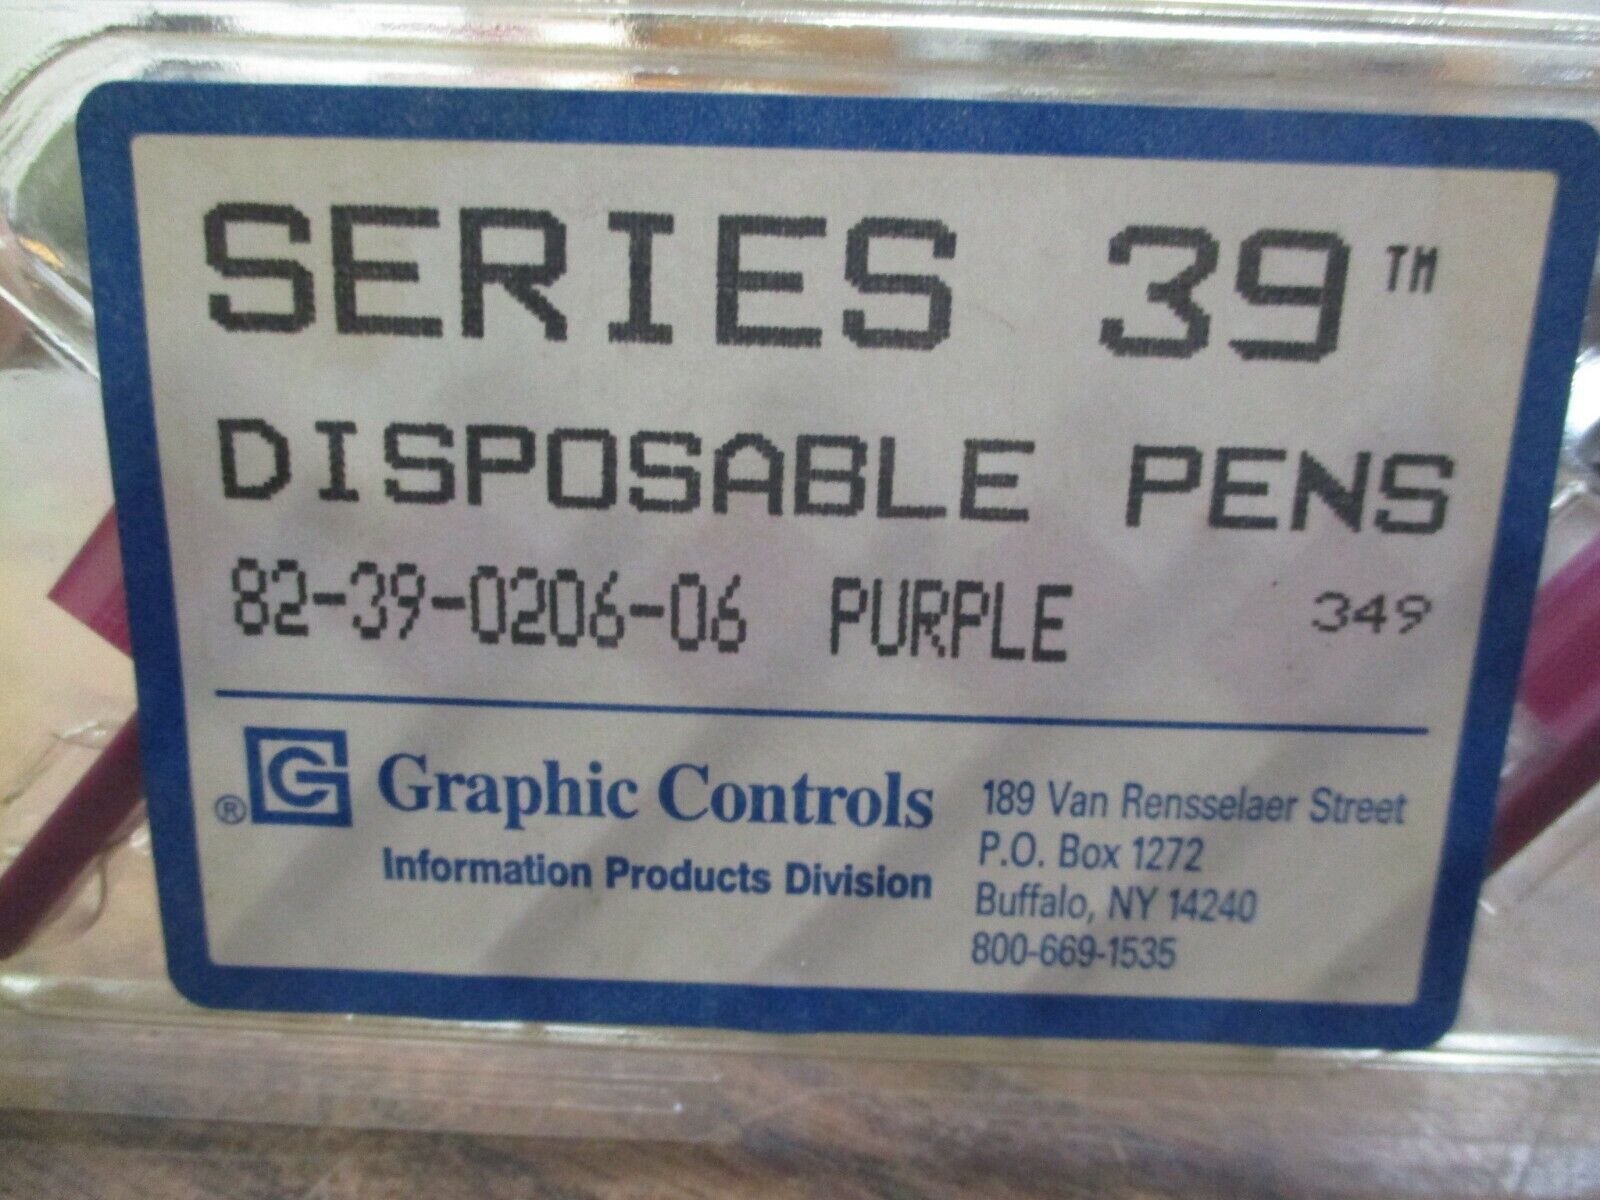 SERIES 39™
DISPOSABLE PENS
82-39-0206-06 PURPLE 349
® GC Graphic Controls
Information Products Division
189 Van Rensselaer Street
P.O. Box 1272
Buffalo, NY 14240
800-669-1535